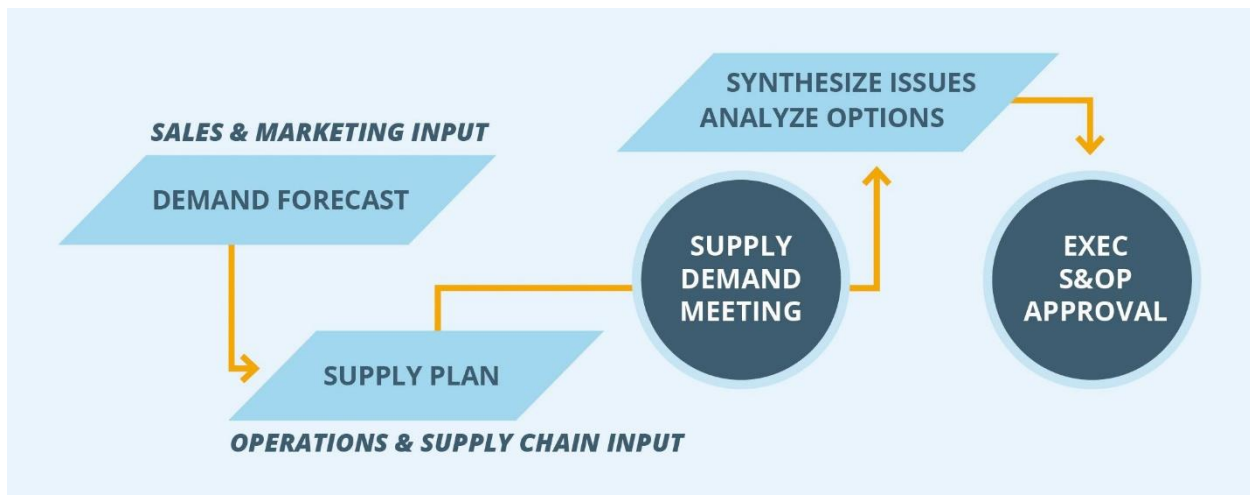 SALES & MARKETING INPUT
DEMAND FORECAST
SUPPLY PLAN
OPERATIONS & SUPPLY CHAIN INPUT
SUPPLY
DEMAND
MEETING
SYNTHESIZE ISSUES
ANALYZE OPTIONS
EXEC
S&OP
APPROVAL